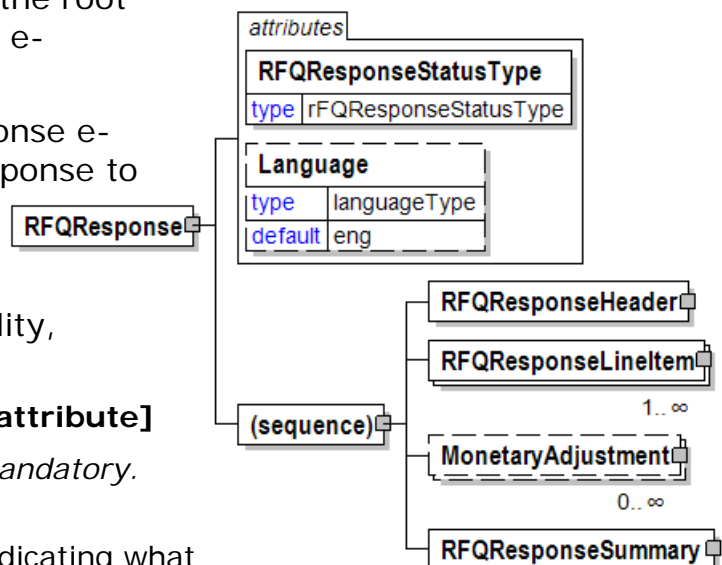 the root
e-
onse e-
ponse to
lity,
attribute]
andatory.
dicating what
attributes
RFQResponseStatusType
type rFQResponseStatusType
Language
type languageType
default eng
RFQResponse
(sequence)
RFQResponseHeader
RFQResponseLineItem
1.. ∞
MonetaryAdjustment
0.. ∞
RFQResponseSummary